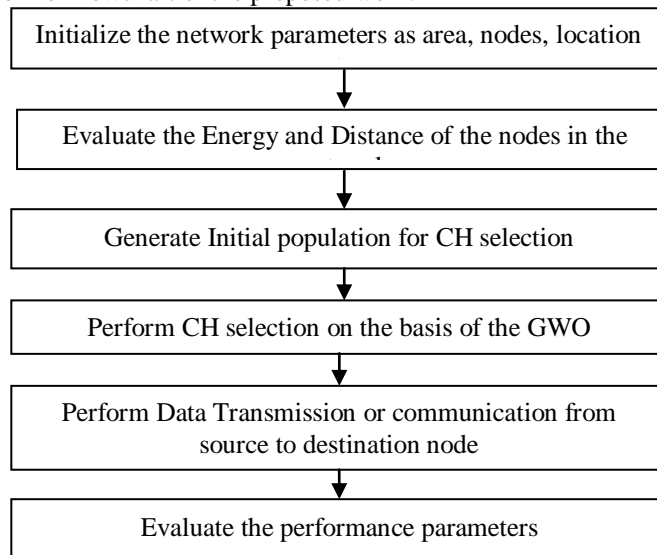 Initialize the network parameters as area, nodes, location
Evaluate the Energy and Distance of the nodes in the
Generate Initial population for CH selection
Perform CH selection on the basis of the GWO
Perform Data Transmission or communication from
source to destination node
Evaluate the performance parameters